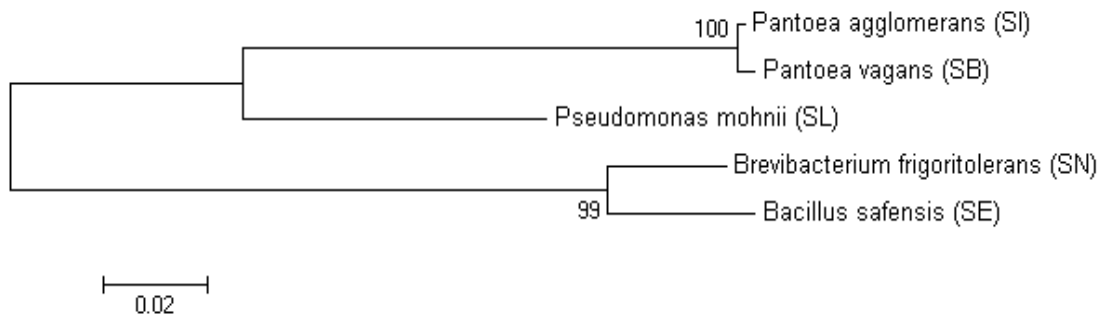 100
Pantoea agglomerans (SI)
Pantoea vagans (SB)
Pseudomonas mohnii (SL)
Brevibacterium frigoritolerans (SN)
99
Bacillus safensis (SE)
0.02